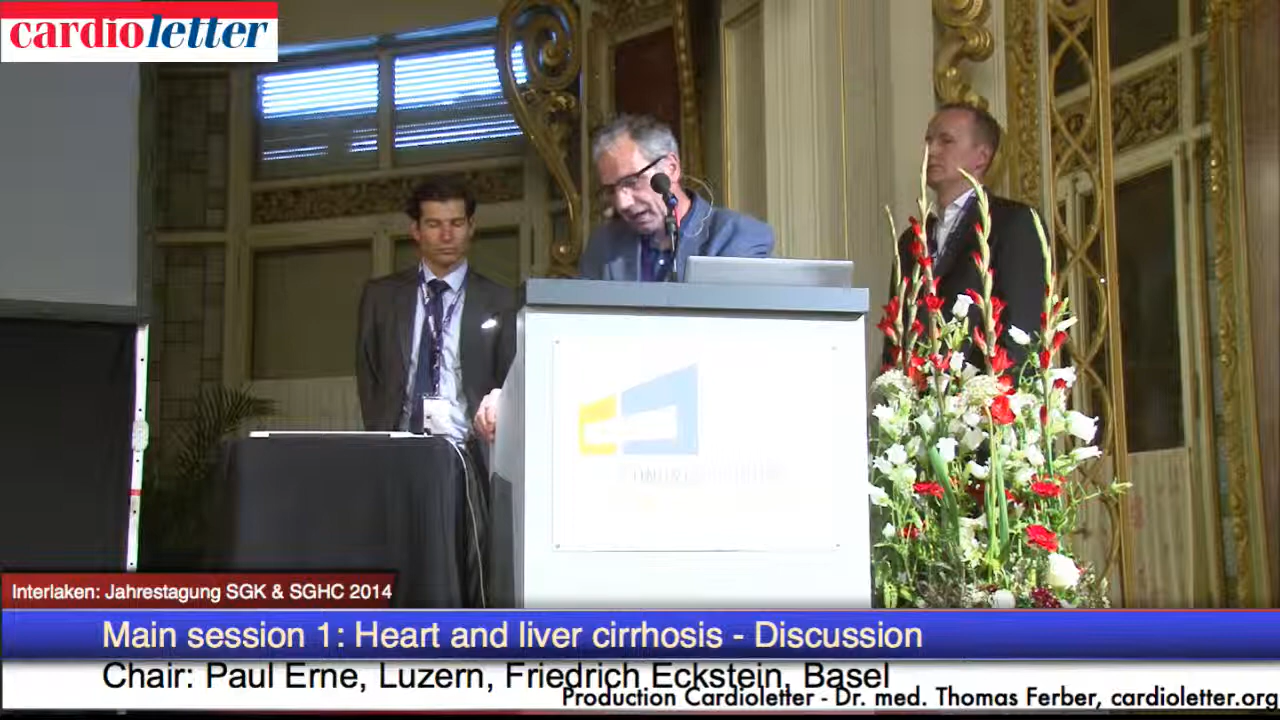 cardioletter
Interlaken: Jahrestagung SGK & SGHC 2014
Main session 1: Heart and liver cirrhosis - Discussion
Chair: Paul Erne, Luzern, Friedrich Eckstein, Basel
Production Cardioletter - Dr. med. Thomas Ferber, cardioletter.org